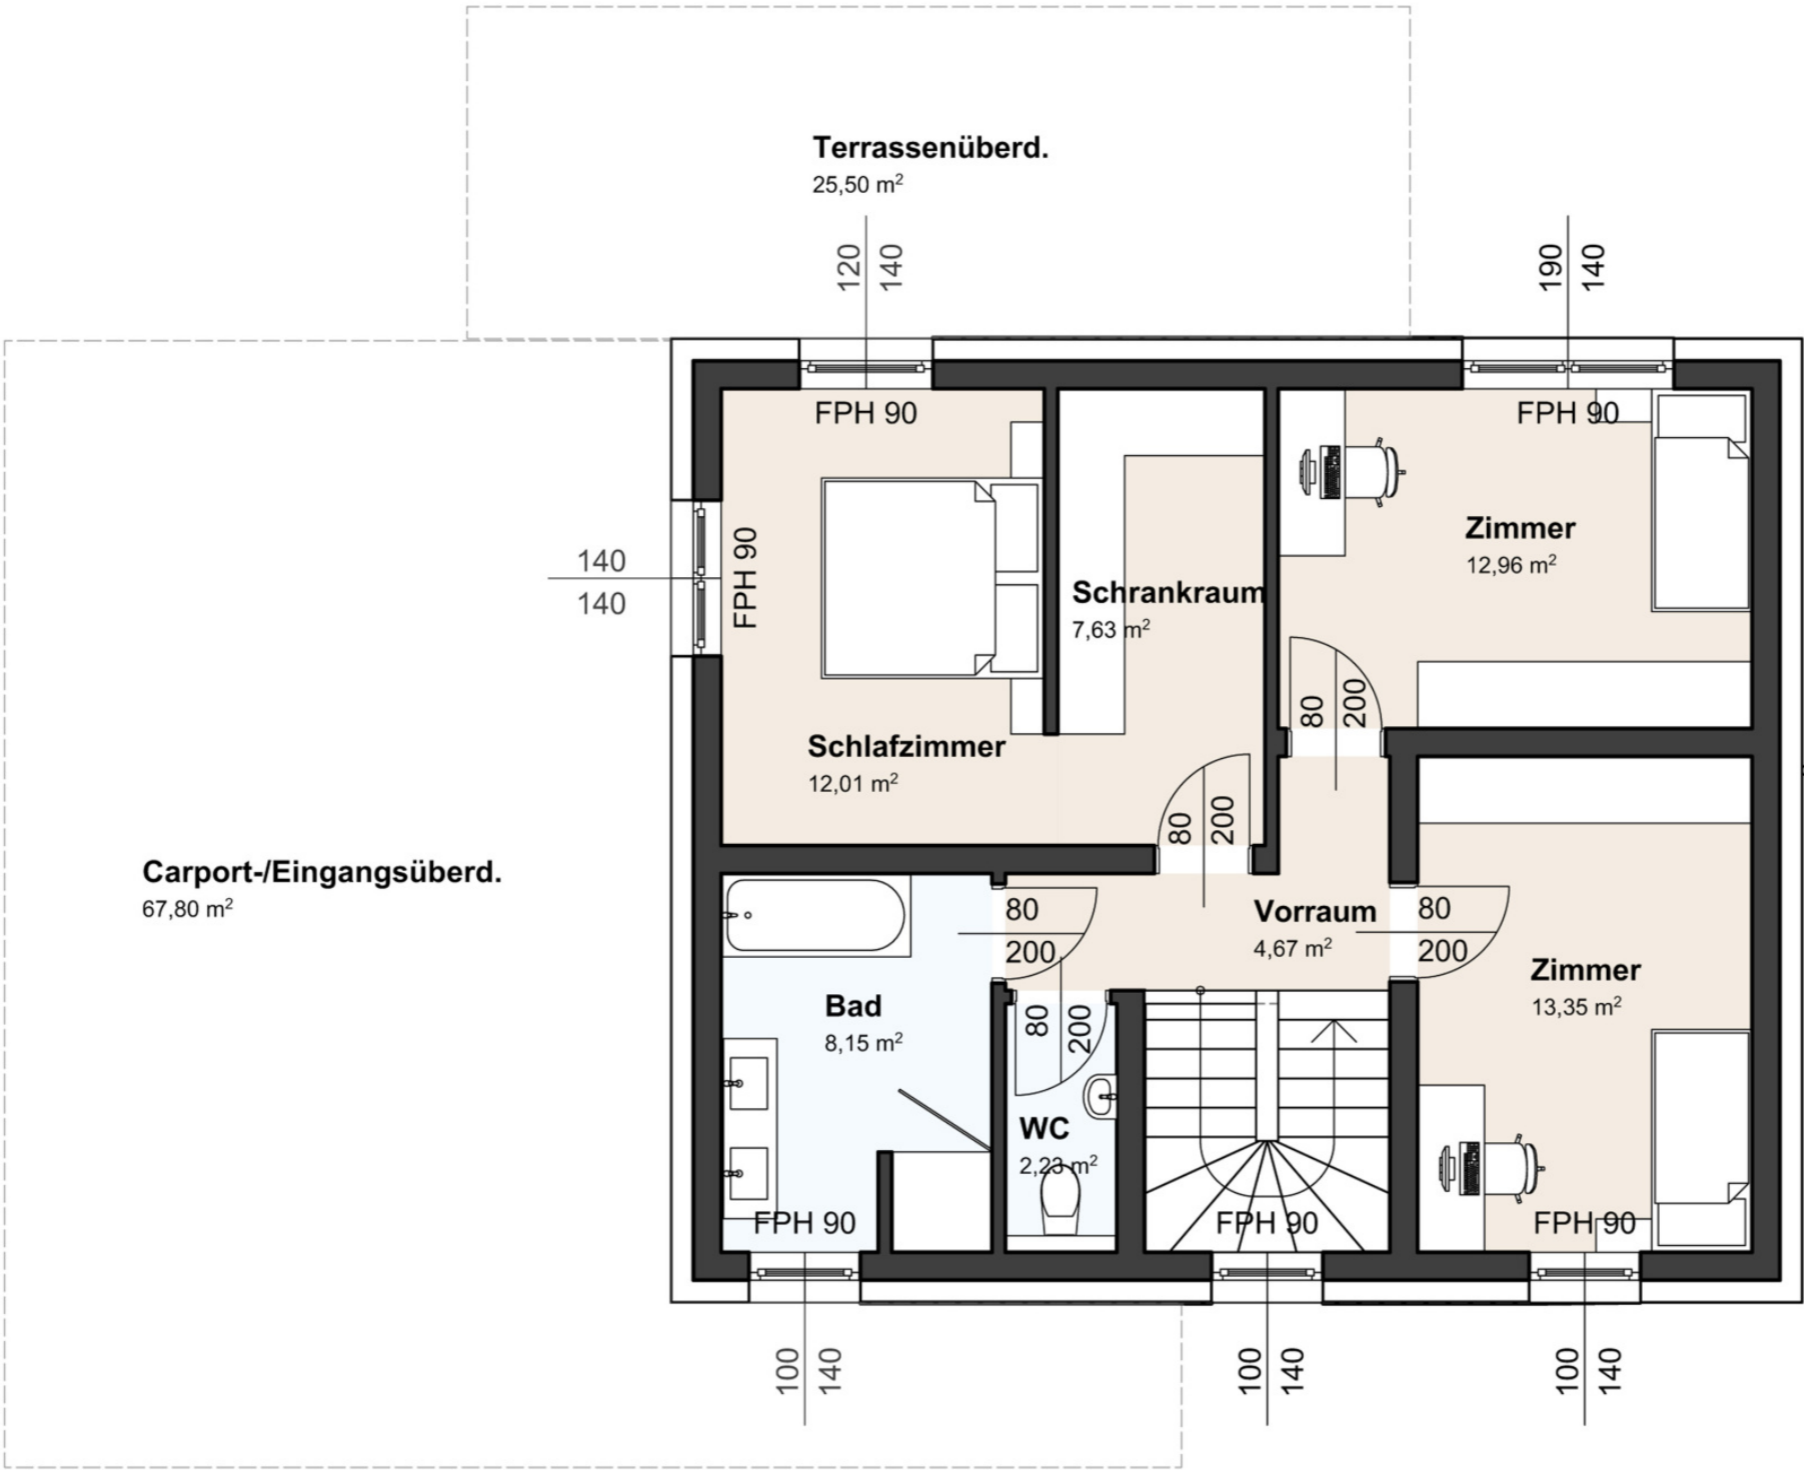 Terrassenüberd.
25,50 m²
120
140
190
140
FPH 90
FPH 90
140
140
FPH 90
Zimmer
12,96 m²
Schrankraum
7,63 m²
80
200
Schlafzimmer
12,01 m²
80
200
Carport-/Eingangsüberd.
67,80 m²
80
200
Vorraum
4,67 m²
80
200
Zimmer
13,35 m²
Bad
8,15 m²
80
200
WC
2,23 m²
FPH 90
FPH 90
FPH 90
100
140
100
140
100
140